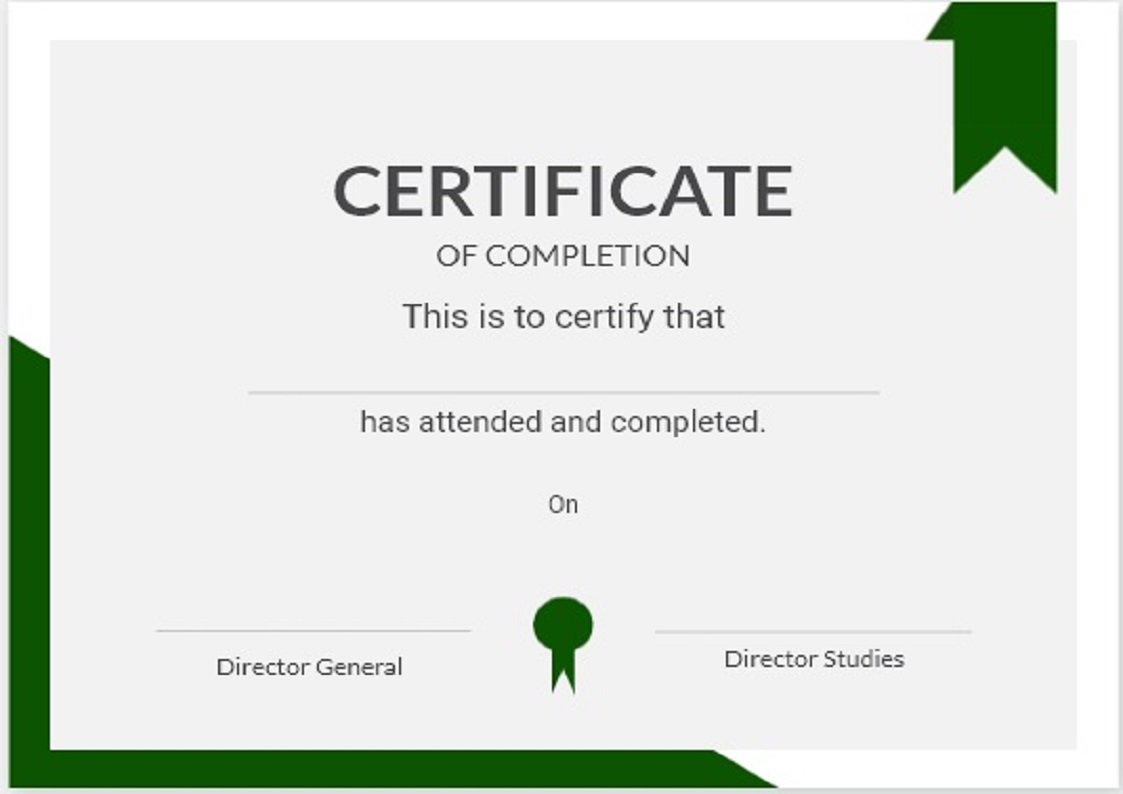 CERTIFICATE
OF COMPLETION
This is to certify that
has attended and completed.
On
Director General
Director Studies